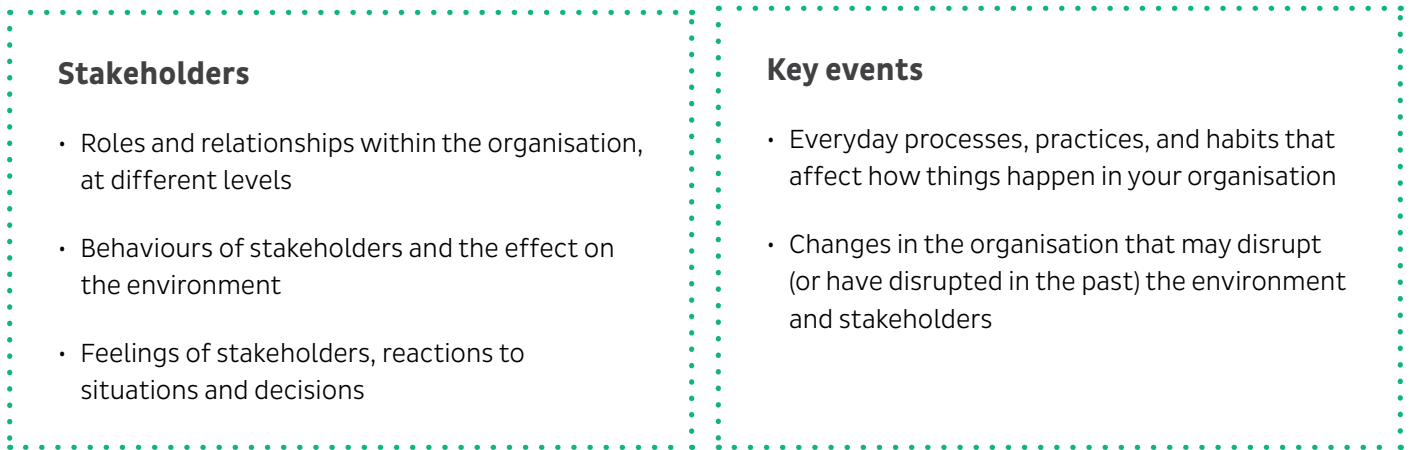 Stakeholders
• Roles and relationships within the organisation,
at different levels
• Behaviours of stakeholders and the effect on
the environment
• Feelings of stakeholders, reactions to
situations and decisions
Key events
• Everyday processes, practices, and habits that
affect how things happen in your organisation
• Changes in the organisation that may disrupt
(or have disrupted in the past) the environment
and stakeholders